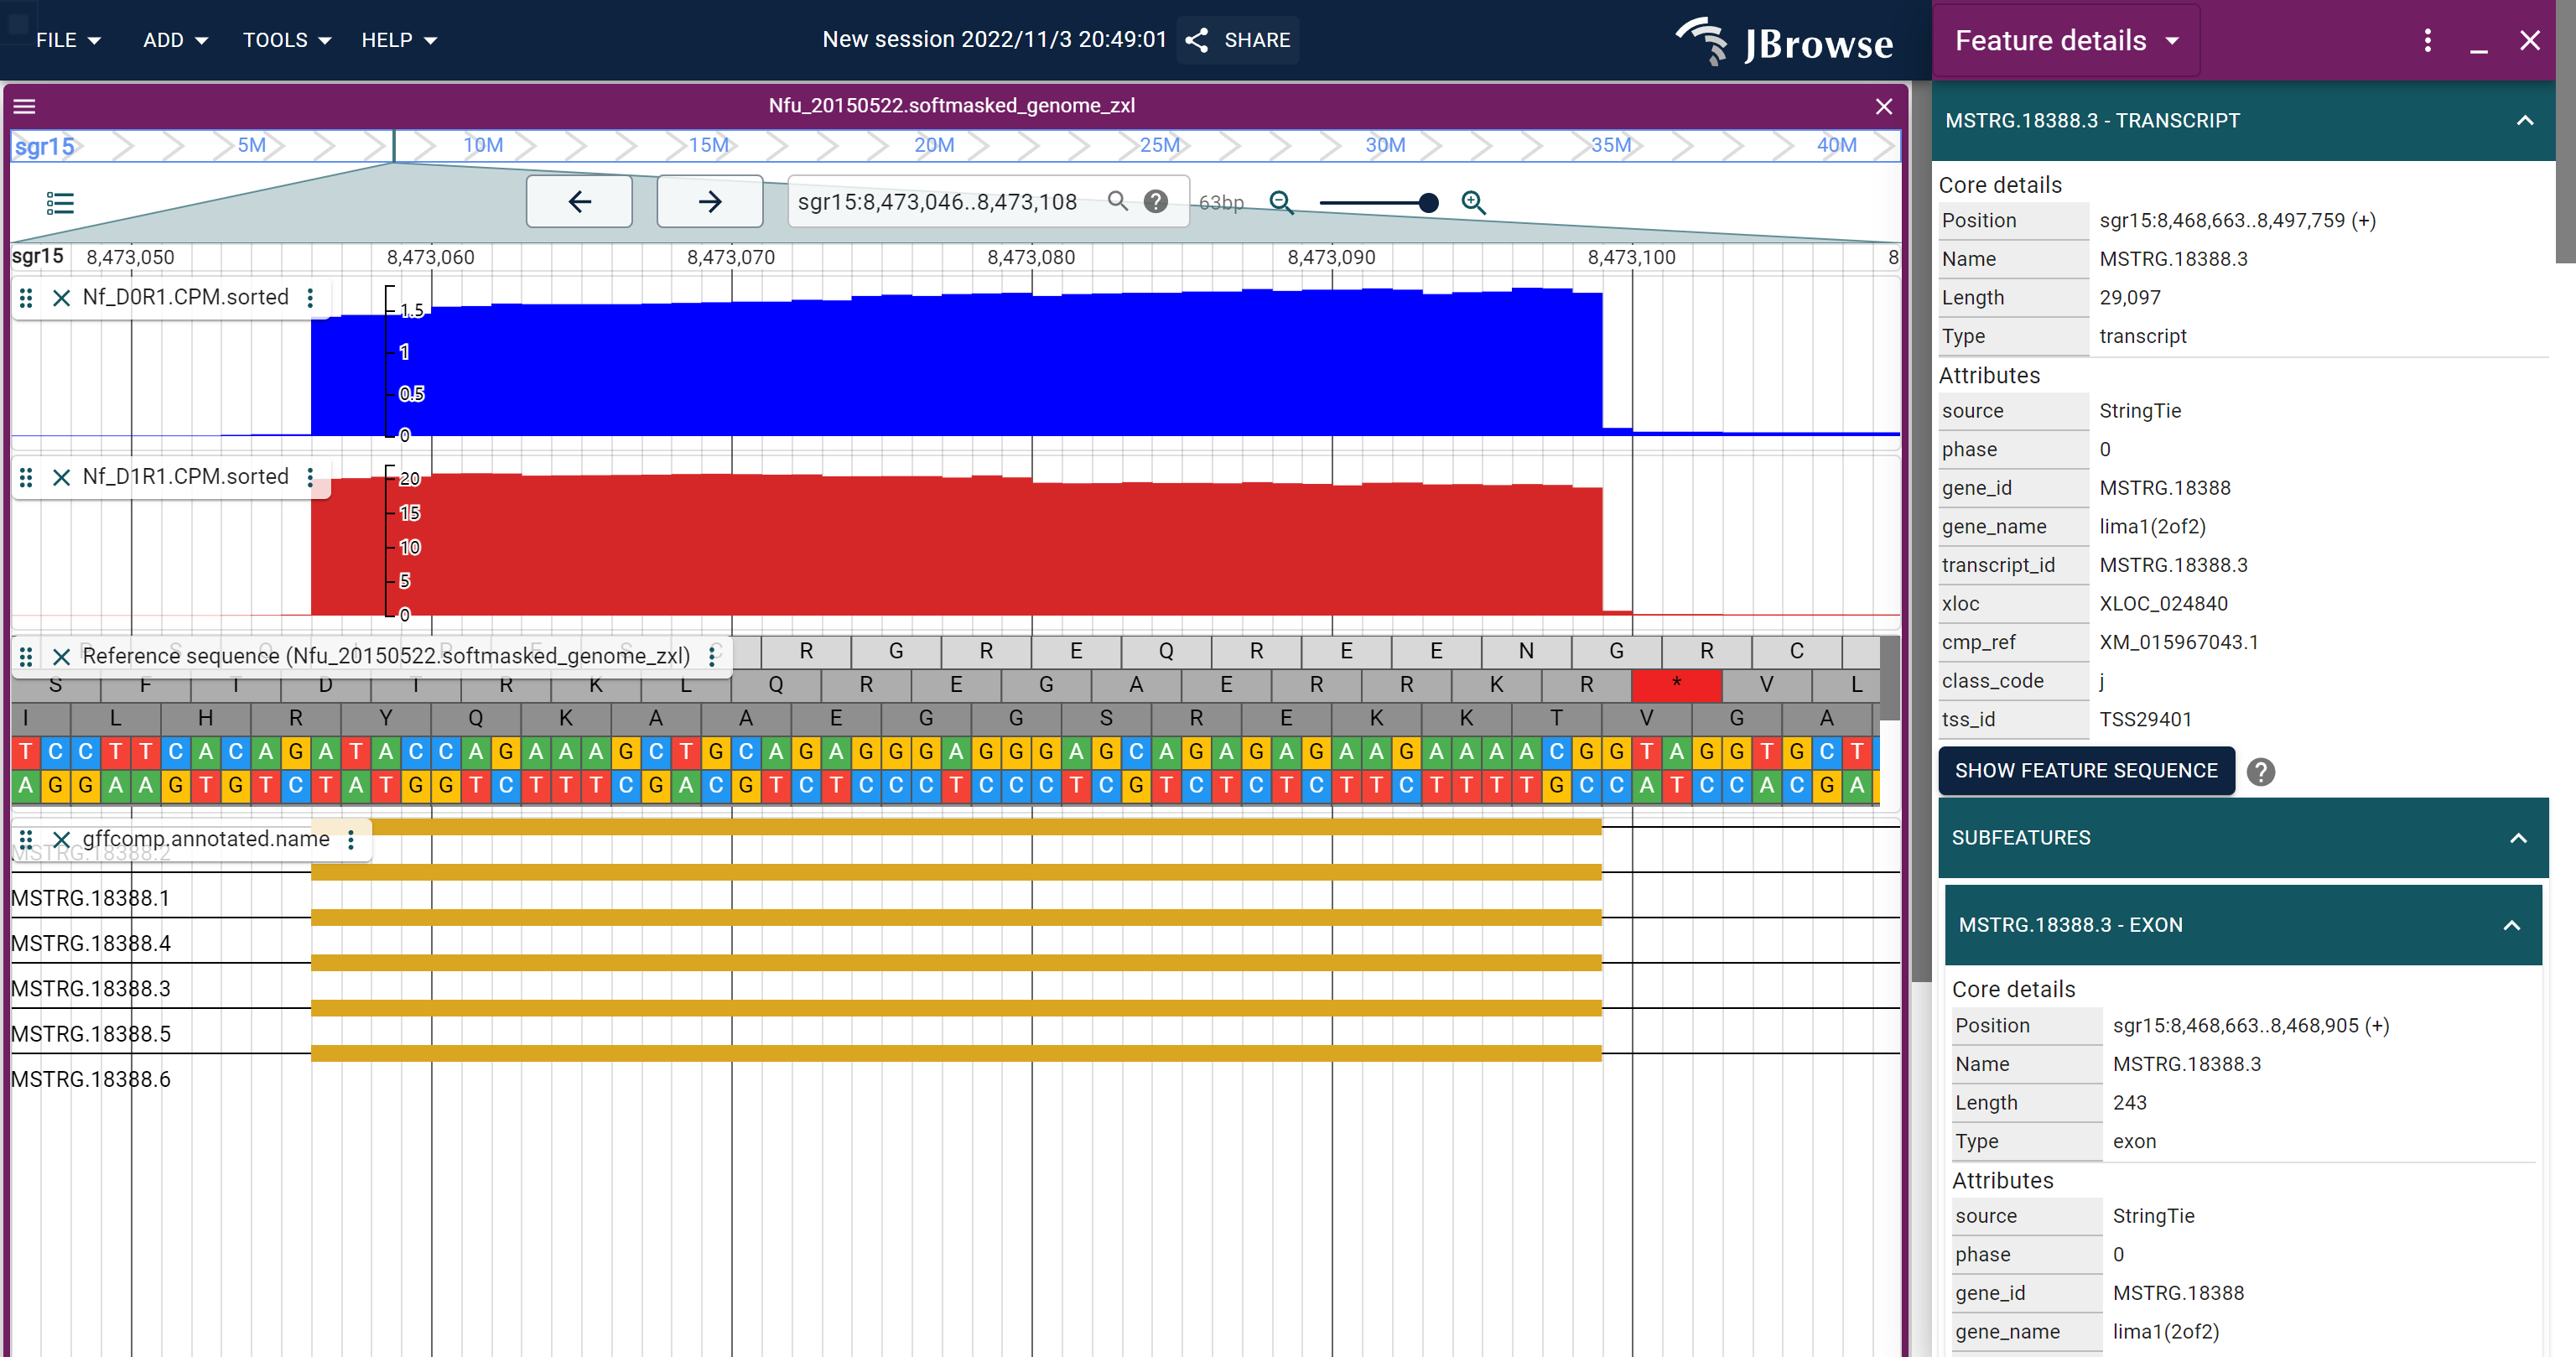 FILE ADD TOOLS HELP New session 2022/11/3 20:49:01 SHARE JBrowse Feature details
Nfu_20150522.softmasked_genome_zxl
sgr15 5M 10M 15M 20M 25M 30M 35M 40M
sgr15:8,473,046..8,473,108 63bp
sgr15 8,473,050 8,473,060 8,473,070 8,473,080 8,473,090 8,473,100 8
Nf_D0R1.CPM.sorted
1.5
1
0.5
0
Nf_D1R1.CPM.sorted
20
15
10
5
0
Reference sequence (Nfu_20150522.softmasked_genome_zxl)
R G R E Q R E E N G R C
S F T D T R K L Q R E G A E R R K R * V L
I L H R Y Q K A A E G G S R E K K T V G A
T C C T T C A C A G A T A C C A G A A A G C T G C A G A G G G A G G G A G C A G A G A G A A G A A A A C G G T A G G T G C T
A G G A A G T G T C T A T G G T C T T T C G A C G T C T C C C T C C C T C G T C T C T C T T C T T T T G C C A T C C A C G A
gffcomp.annotated.name
MSTRG.18388.2
MSTRG.18388.1
MSTRG.18388.4
MSTRG.18388.3
MSTRG.18388.5
MSTRG.18388.6
MSTRG.18388.3 - TRANSCRIPT
Core details
Position sgr15:8,468,663..8,497,759 (+)
Name MSTRG.18388.3
Length 29,097
Type transcript
Attributes
source StringTie
phase 0
gene_id MSTRG.18388
gene_name lima1(2of2)
transcript_id MSTRG.18388.3
xloc XLOC_024840
cmp_ref XM_015967043.1
class_code j
tss_id TSS29401
SHOW FEATURE SEQUENCE
SUBFEATURES
MSTRG.18388.3 - EXON
Core details
Position sgr15:8,468,663..8,468,905 (+)
Name MSTRG.18388.3
Length 243
Type exon
Attributes
source StringTie
phase 0
gene_id MSTRG.18388
gene_name lima1(2of2)